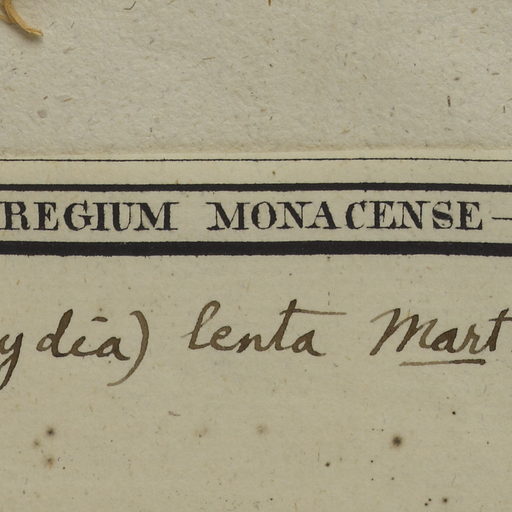 REGIUM MONACENSE —
ydia) lenta Mart